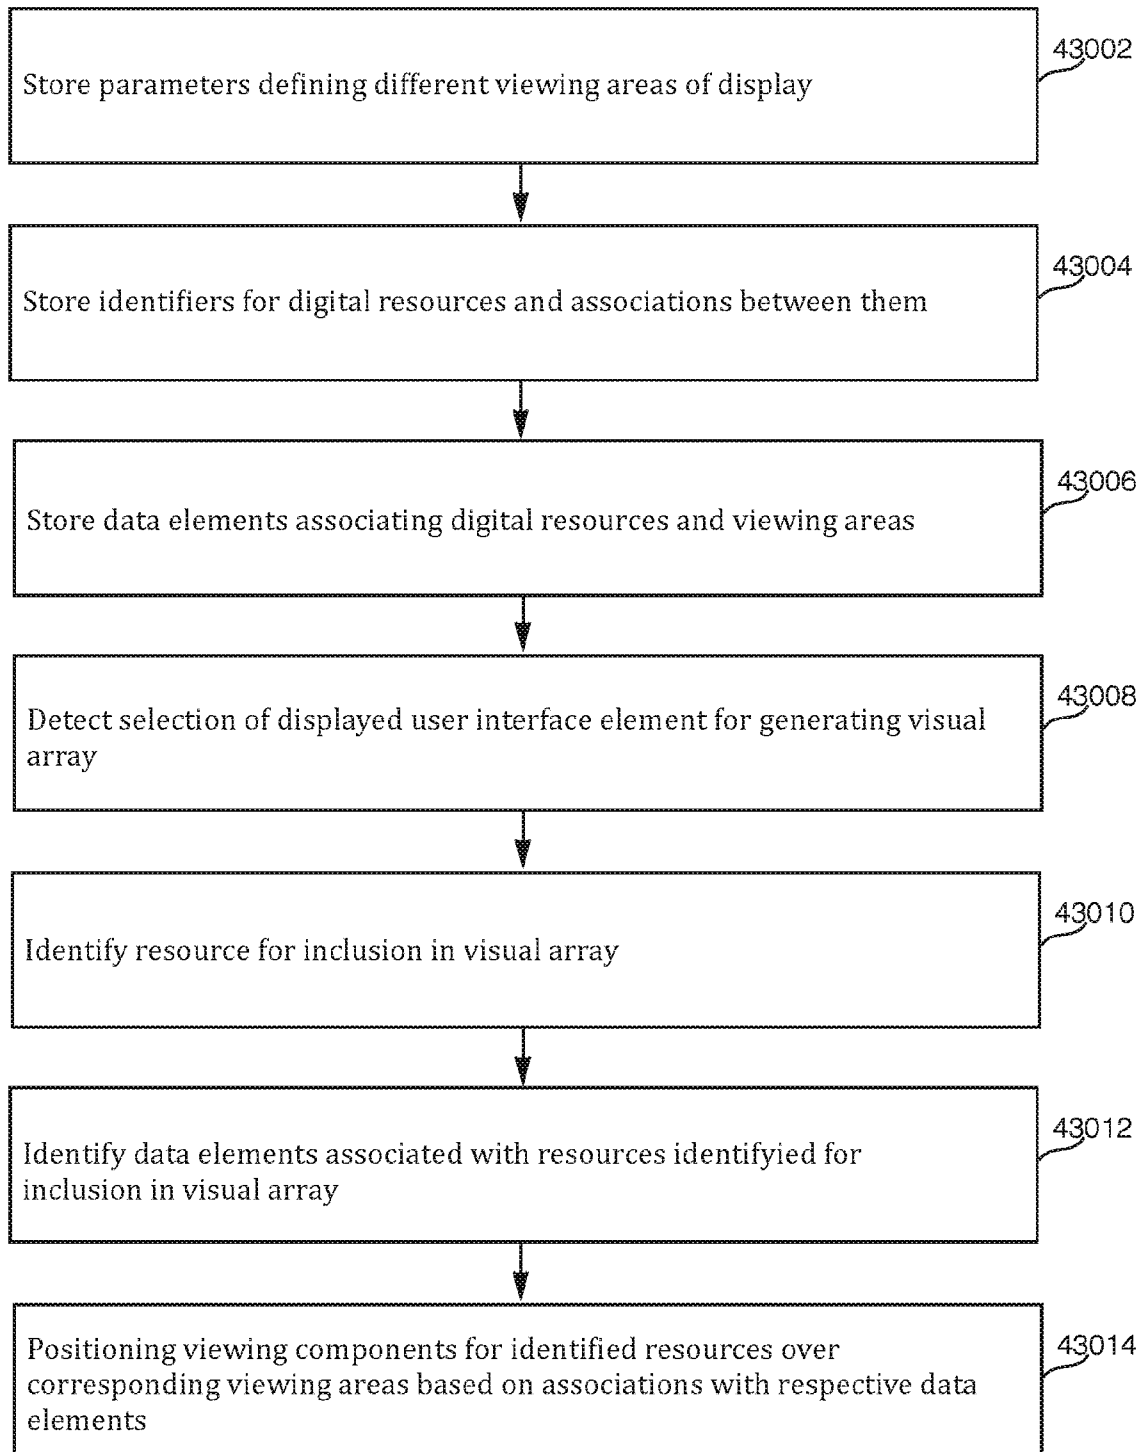 43002
Store parameters defining different viewing areas of display
43004
Store identifiers for digital resources and associations between them
43006
Store data elements associating digital resources and viewing areas
43008
Detect selection of displayed user interface element for generating visual
array
43010
Identify resource for inclusion in visual array
43012
Identify data elements associated with resources identifyied for
inclusion in visual array
43014
Positioning viewing components for identified resources over
corresponding viewing areas based on associations with respective data
elements